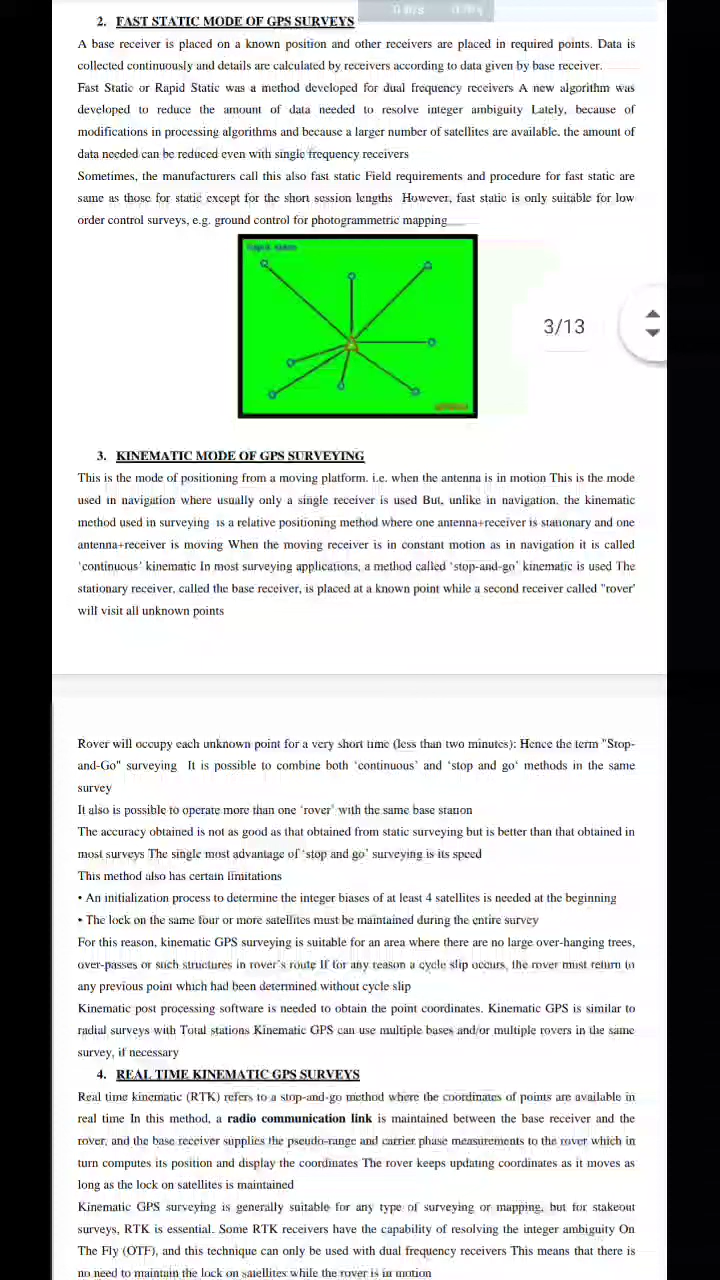 2. FAST STATIC MODE OF GPS SURVEYS
A base receiver is placed on a known position and other receivers are placed in required points. Data is
collected continuously and details are calculated by receivers according to data given by base receiver.
Fast Static or Rapid Static was a method developed for dual frequency receivers A new algorithm was
developed to reduce the amount of data needed to resolve integer ambiguity Lately, because of
modifications in processing algorithms and because a larger number of satellites are available. the amount of
data needed can be reduced even with single frequency receivers
Sometimes, the manufacturers call this also fast static Field requirements and procedure for fast static are
same as those for static except for the short session lengths However, fast static is only suitable for low
order control surveys, e.g. ground control for photogrammetric mapping
Rapid static
3/13
3. KINEMATIC MODE OF GPS SURVEYING
This is the mode of positioning from a moving platform. i.e. when the antenna is in motion This is the mode
used in navigation where usually only a single receiver is used But, unlike in navigation. the kinematic
method used in surveying is a relative positioning method where one antenna+receiver is stationary and one
antenna+receiver is moving When the moving receiver is in constant motion as in navigation it is called
'continuous' kinematic In most surveying applications, a method called 'stop-and-go' kinematic is used The
stationary receiver, called the base receiver, is placed at a known point while a second receiver called "rover'
will visit all unknown points
Rover will occupy each unknown point for a very short time (less than two minutes): Hence the term "Stop-
and-Go" surveying It is possible to combine both 'continuous' and 'stop and go' methods in the same
survey
It also is possible to operate more than one 'rover' with the same base station
The accuracy obtained is not as good as that obtained from static surveying but is better than that obtained in
most surveys The single most advantage of 'stop and go' surveying is its speed
This method also has certain limitations
• An initialization process to determine the integer biases of at least 4 satellites is needed at the beginning
• The lock on the same four or more satellites must be maintained during the entire survey
For this reason, kinematic GPS surveying is suitable for an area where there are no large over-hanging trees,
over-passes or such structures in rover's route If for any reason a cycle slip occurs, the rover must return to
any previous point which had been determined without cycle slip
Kinematic post processing software is needed to obtain the point coordinates. Kinematic GPS is similar to
radial surveys with Total stations Kinematic GPS can use multiple bases and/or multiple rovers in the same
survey, if necessary
4. REAL TIME KINEMATIC GPS SURVEYS
Real time kinematic (RTK) refers to a stop-and-go method where the coordinates of points are available in
real time In this method, a radio communication link is maintained between the base receiver and the
rover, and the base receiver supplies the pseudo-range and carrier phase measurements to the rover which in
turn computes its position and display the coordinates The rover keeps updating coordinates as it moves as
long as the lock on satellites is maintained
Kinematic GPS surveying is generally suitable for any type of surveying or mapping, but for stakeout
surveys, RTK is essential. Some RTK receivers have the capability of resolving the integer ambiguity On
The Fly (OTF), and this technique can only be used with dual frequency receivers This means that there is
no need to maintain the lock on satellites while the rover is in motion